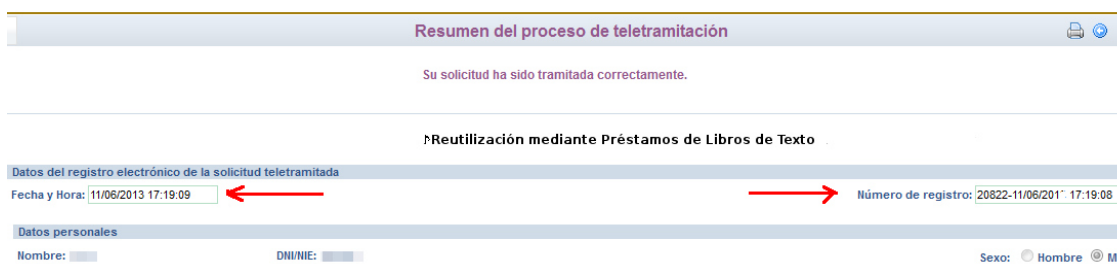 Resumen del proceso de teletramitación
Su solicitud ha sido tramitada correctamente.
Reutilización mediante Préstamos de Libros de Texto
Datos del registro electrónico de la solicitud teletramitada
Fecha y Hora: 11/06/2013 17:19:09 Número de registro: 17:19:08
Datos personales
Nombre: DNI/NIE: Sexo: Hombre M